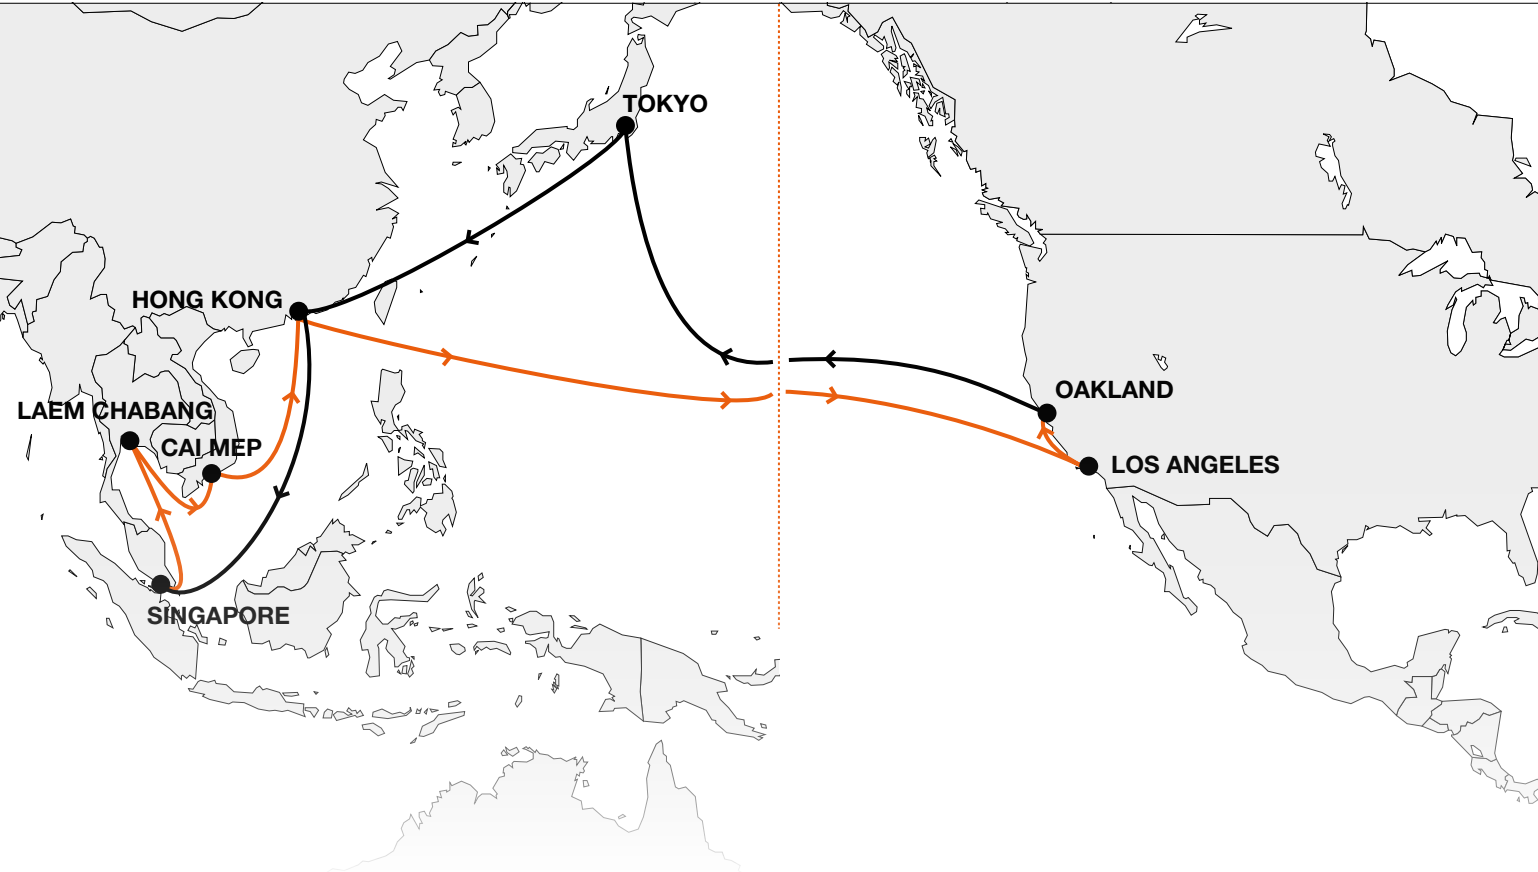 TOKYO
HONG KONG
OAKLAND
LAEM CHABANG
CAI MEP
LOS ANGELES
SINGAPORE